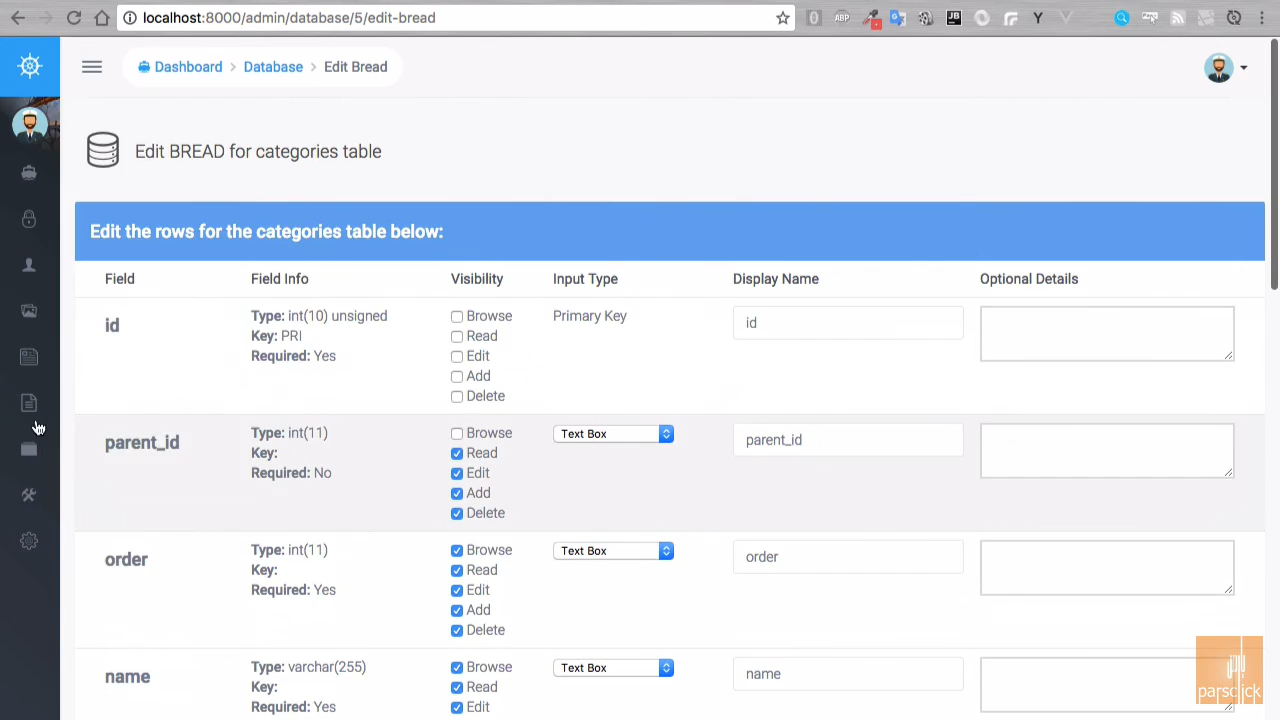 localhost:8000/admin/database/5/edit-bread
ABP
JB
Y
Dashboard > Database > Edit Bread
Edit BREAD for categories table
Edit the rows for the categories table below:
Field Field Info Visibility Input Type Display Name Optional Details
id
Type: int(10) unsigned
Key: PRI
Required: Yes
Browse
Read
Edit
Add
Delete
Primary Key
id
parent_id
Type: int(11)
Key:
Required: No
Browse
Read
Edit
Add
Delete
Text Box
parent_id
order
Type: int(11)
Key:
Required: Yes
Browse
Read
Edit
Add
Delete
Text Box
order
name
Type: varchar(255)
Key:
Required: Yes
Browse
Read
Edit
Text Box
name
parsclick